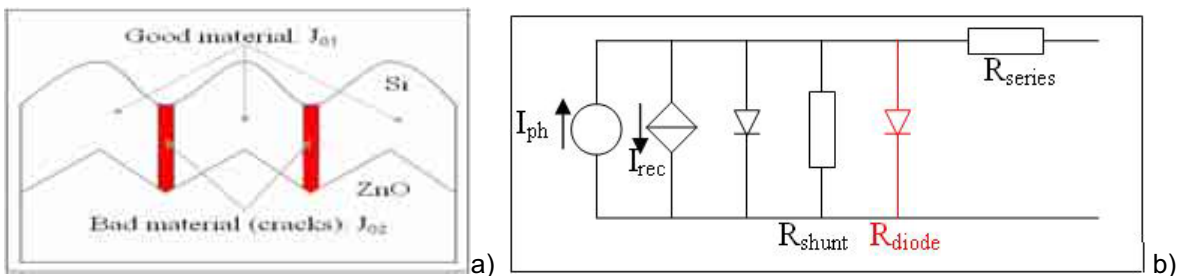 Good material. J01
Si
ZnO
Bad material (cracks). J02
a)
Iph
Irec
Rshunt
Rdiode
Rseries
b)